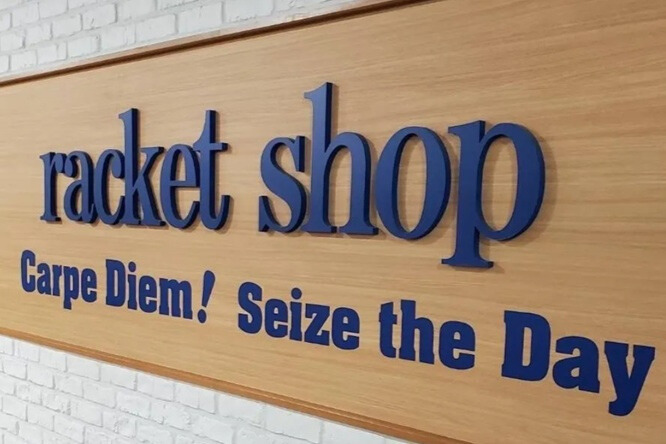 racket shop
Carpe Diem! Seize the Day